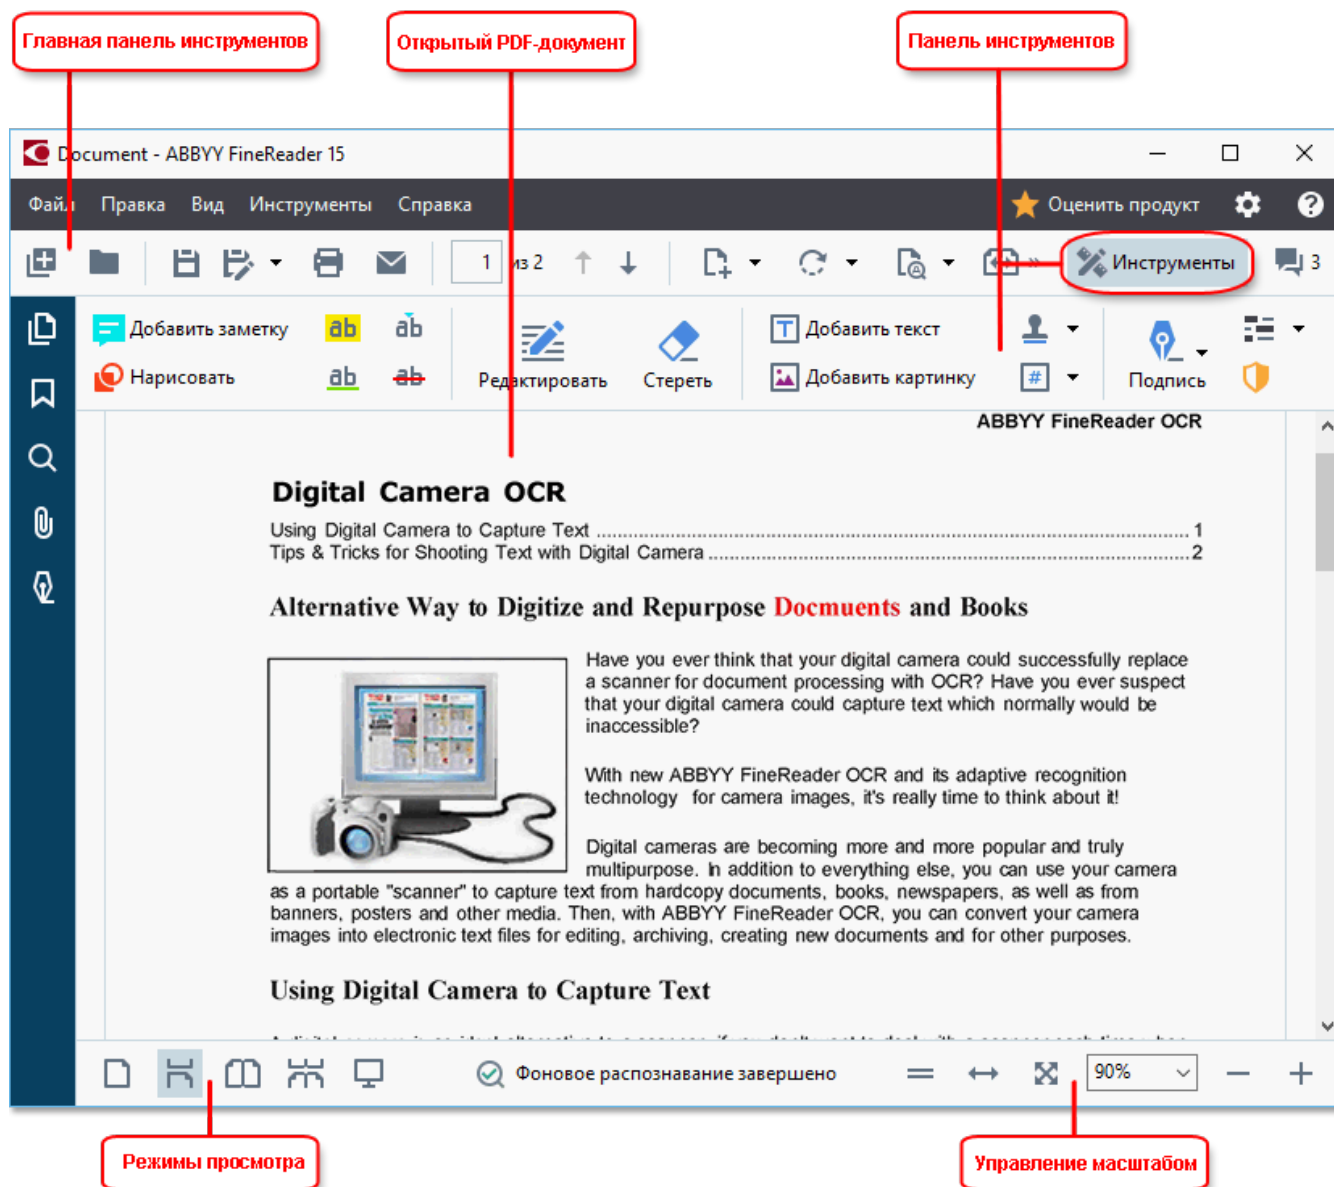 Главная панель инструментов
Открытый PDF-документ
Панель инструментов
Document - ABBYY FineReader 15
Файл Правка Вид Инструменты Справка Оценить продукт
1 из 2 Инструменты 3
Добавить заметку ab ab Добавить текст
Нарисовать ab ab Редактировать Стереть Добавить картинку # Подпись
ABBYY FineReader OCR
Digital Camera OCR
Using Digital Camera to Capture Text ........ 1
Tips & Tricks for Shooting Text with Digital Camera ........ 2
Alternative Way to Digitize and Repurpose Docmuents and Books
Have you ever think that your digital camera could successfully replace
a scanner for document processing with OCR? Have you ever suspect
that your digital camera could capture text which normally would be
inaccessible?
With new ABBYY FineReader OCR and its adaptive recognition
technology for camera images, it's really time to think about it!
Digital cameras are becoming more and more popular and truly
multipurpose. In addition to everything else, you can use your camera
as a portable "scanner" to capture text from hardcopy documents, books, newspapers, as well as from
banners, posters and other media. Then, with ABBYY FineReader OCR, you can convert your camera
images into electronic text files for editing, archiving, creating new documents and for other purposes.
Using Digital Camera to Capture Text
Фоновое распознавание завершено 90%
Режимы просмотра
Управление масштабом